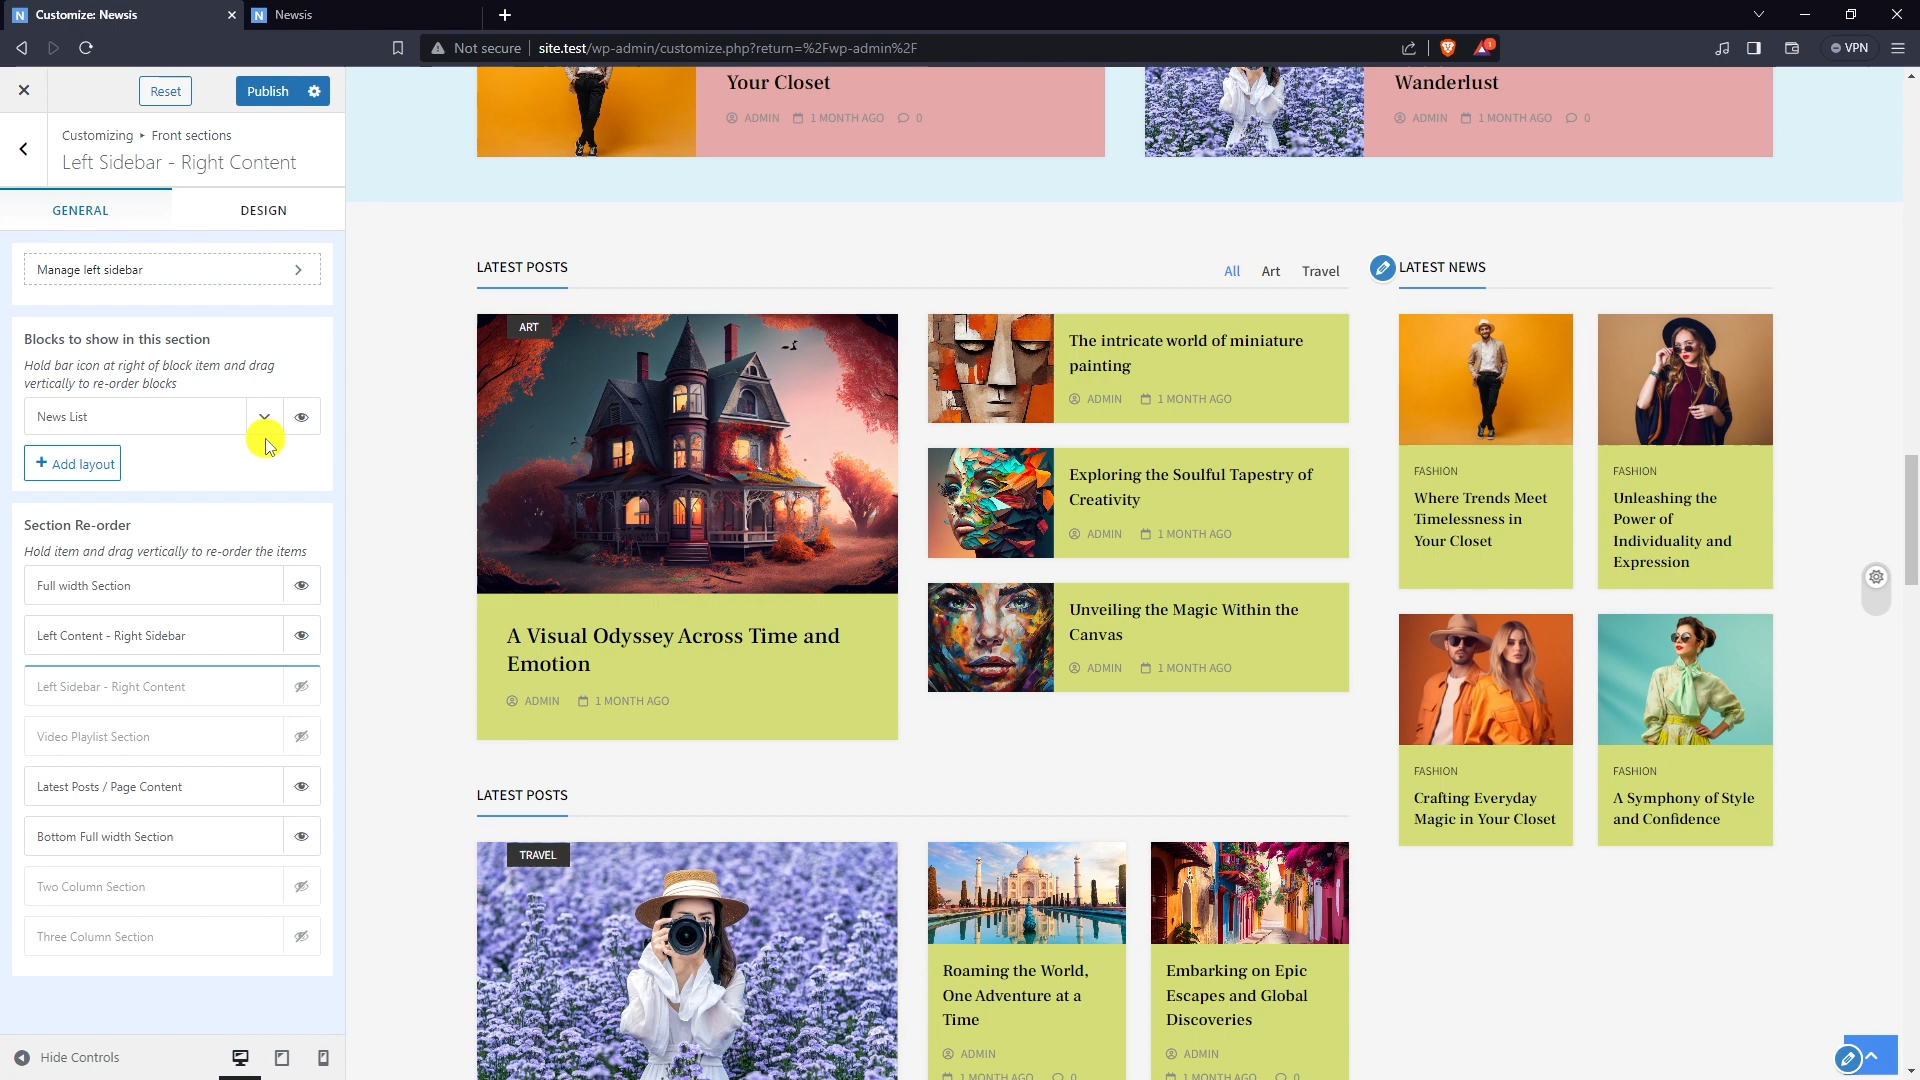 Customize: Newsis
Newsis
Not secure
site.test/wp-admin/customize.php?return=%2Fwp-admin%2F
1
VPN
Reset
Publish
Customizing ▸ Front sections
Left Sidebar - Right Content
GENERAL
DESIGN
Manage left sidebar
Blocks to show in this section
Hold bar icon at right of block item and drag
vertically to re-order blocks
News List
+ Add layout
Section Re-order
Hold item and drag vertically to re-order the items
Full width Section
Left Content - Right Sidebar
Left Sidebar - Right Content
Video Playlist Section
Latest Posts / Page Content
Bottom Full width Section
Two Column Section
Three Column Section
Hide Controls
Your Closet
ADMIN 1 MONTH AGO 0
Wanderlust
ADMIN 1 MONTH AGO 0
LATEST POSTS
All Art Travel
ART
A Visual Odyssey Across Time and
Emotion
ADMIN 1 MONTH AGO
The intricate world of miniature
painting
ADMIN 1 MONTH AGO
Exploring the Soulful Tapestry of
Creativity
ADMIN 1 MONTH AGO
Unveiling the Magic Within the
Canvas
ADMIN 1 MONTH AGO
LATEST NEWS
FASHION
Where Trends Meet
Timelessness in
Your Closet
FASHION
Unleashing the
Power of
Individuality and
Expression
FASHION
Crafting Everyday
Magic in Your Closet
FASHION
A Symphony of Style
and Confidence
LATEST POSTS
TRAVEL
Roaming the World,
One Adventure at a
Time
ADMIN
1 MONTH AGO 0
Embarking on Epic
Escapes and Global
Discoveries
ADMIN
1 MONTH AGO 0